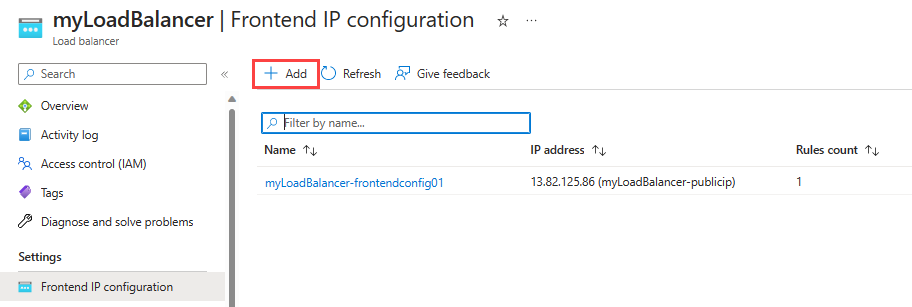 myLoadBalancer | Frontend IP configuration
Load balancer
Search
Overview
Activity log
Access control (IAM)
Tags
Diagnose and solve problems
Settings
Frontend IP configuration
Add Refresh Give feedback
Filter by name...
Name IP address Rules count
myLoadBalancer-frontendconfig01 13.82.125.86 (myLoadBalancer-publicip) 1